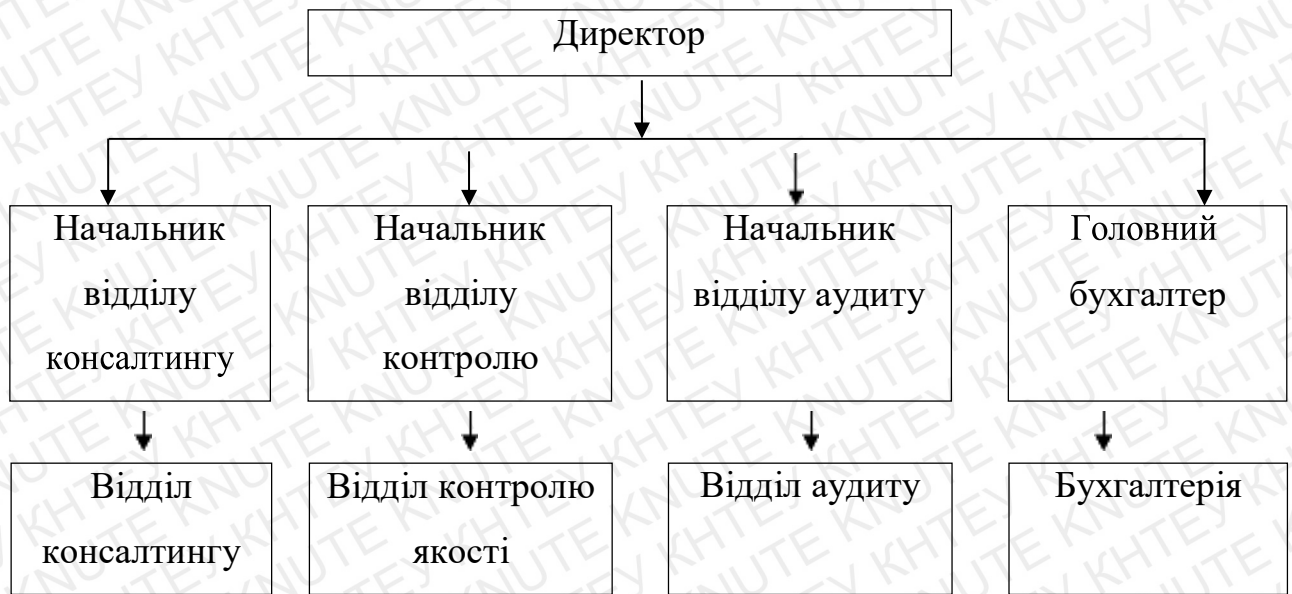 Директор
Начальник
відділу
консалтингу
Начальник
відділу
контролю
Начальник
відділу аудиту
Головний
бухгалтер
Відділ
консалтингу
Відділ контролю
якості
Відділ аудиту
Бухгалтерія